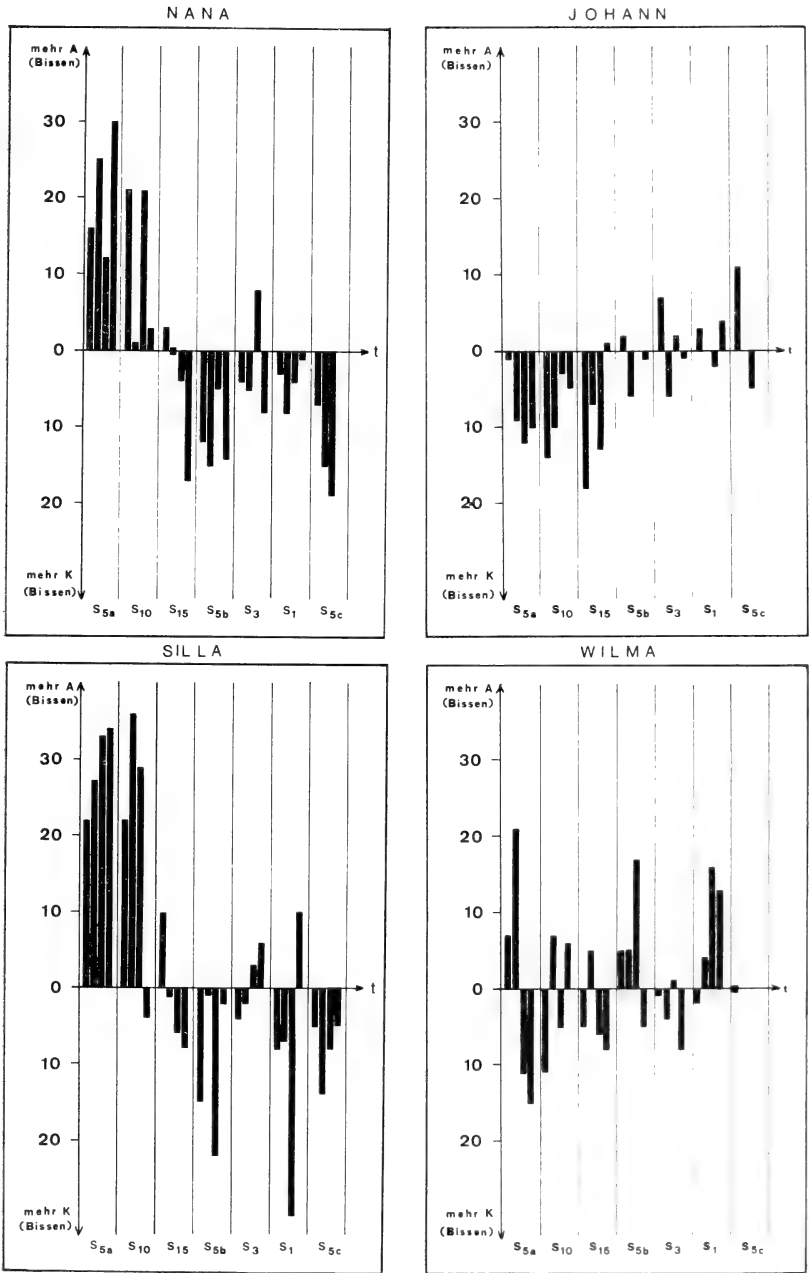 NANA
mehr A
(Bissen)
30
20
10
0
t
10
20
mehr K
(Bissen)
S5a S10 S15 S5b S3 S1 S5c
JOHANN
mehr A
(Bissen)
30
20
10
0
t
10
20
mehr K
(Bissen)
S5a S10 S15 S5b S3 S1 S5c
SILLA
mehr A
(Bissen)
30
20
10
0
t
10
20
mehr K
(Bissen)
S5a S10 S15 S5b S3 S1 S5c
WILMA
mehr A
(Bissen)
30
20
10
0
t
10
20
mehr K
(Bissen)
S5a S10 S15 S5b S3 S1 S5c